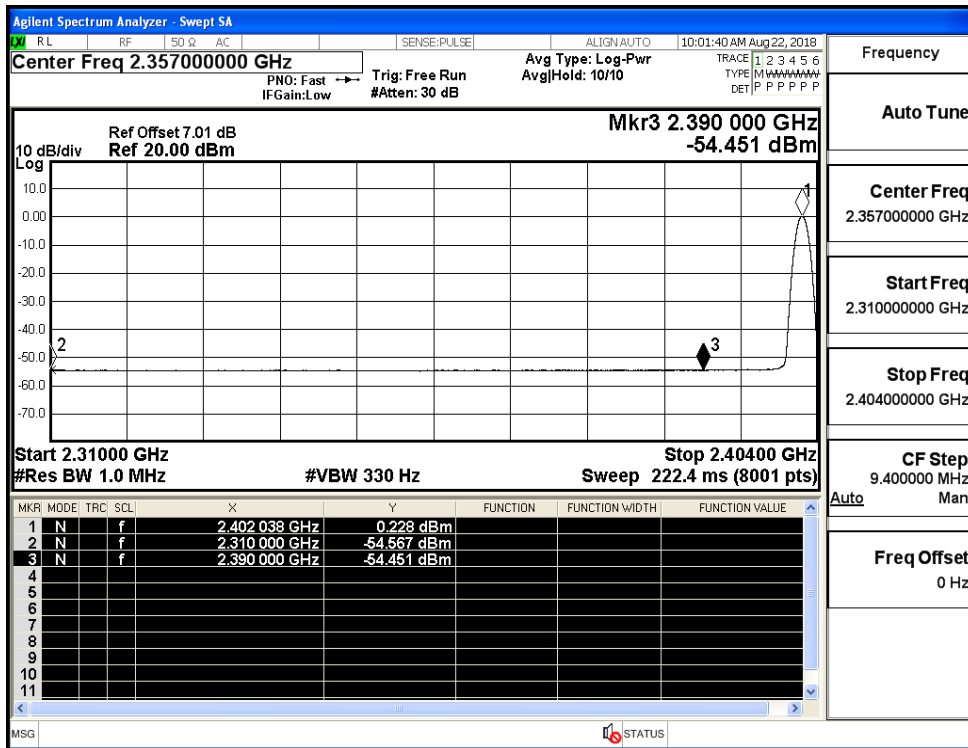 Agilent Spectrum Analyzer - Swept SA
LXI RL RF 50 Ω AC SENSE:PULSE ALIGN AUTO 10:01:40 AM Aug 22, 2018
Center Freq 2.357000000 GHz
PNO: Fast
IFGain:Low
Trig: Free Run
#Atten: 30 dB
Avg Type: Log-Pwr
Avg|Hold: 10/10
TRACE 1 2 3 4 5 6
TYPE M WWWWW
DET P P P P P P
Mkr3 2.390 000 GHz
-54.451 dBm
Ref Offset 7.01 dB
10 dB/div Ref 20.00 dBm
Log
10.0
0.00
-10.0
-20.0
-30.0
-40.0
-50.0
-60.0
-70.0
1
2
3
Start 2.31000 GHz Stop 2.40400 GHz
#Res BW 1.0 MHz #VBW 330 Hz Sweep 222.4 ms (8001 pts)
MKR MODE TRC SCL X Y FUNCTION FUNCTION WIDTH FUNCTION VALUE
1 N f 2.402 038 GHz 0.228 dBm
2 N f 2.310 000 GHz -54.567 dBm
3 N f 2.390 000 GHz -54.451 dBm
4
5
6
7
8
9
10
11
MSG STATUS
Frequency
Auto Tune
Center Freq
2.357000000 GHz
Start Freq
2.310000000 GHz
Stop Freq
2.404000000 GHz
CF Step
9.400000 MHz
Auto Man
Freq Offset
0 Hz